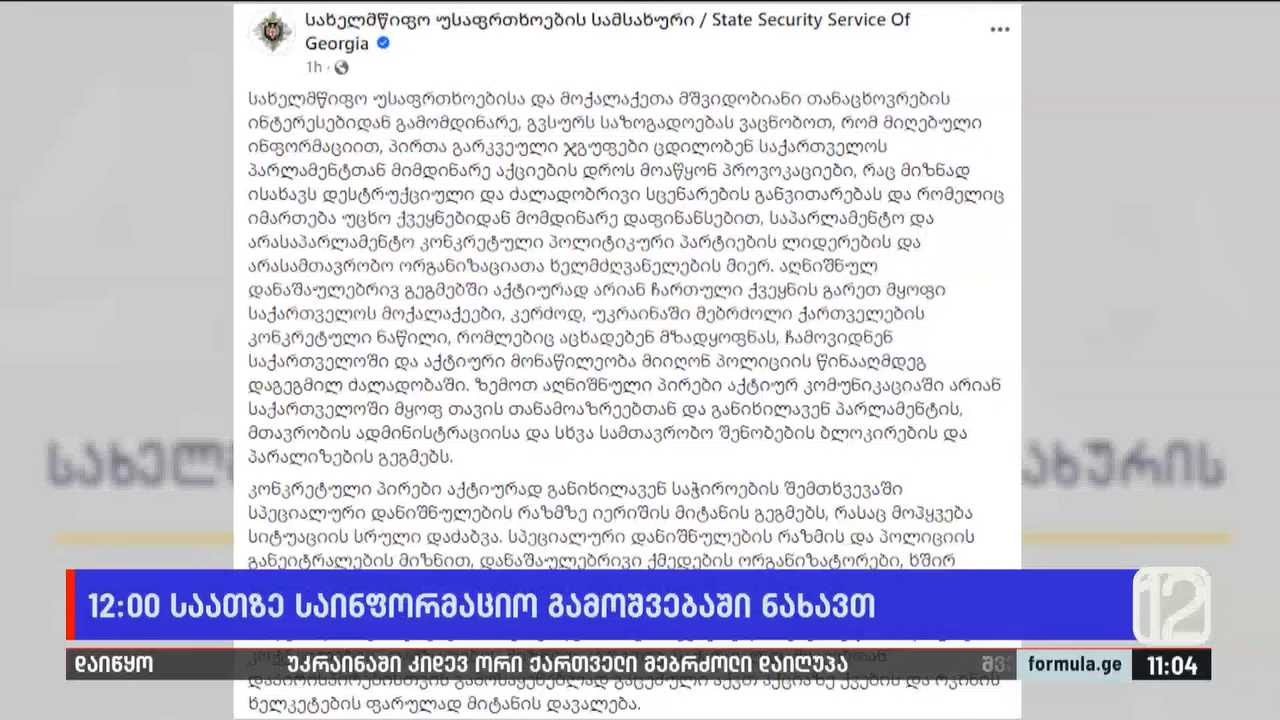 სახელმწიფო უსაფრთხოების სამსახური / State Security Service Of
Georgia
1h
სახელმწიფო უსაფრთხოებისა და მოქალაქეთა მშვიდობიანი თანაცხოვრების
ინტერესებიდან გამომდინარე, გვსურს საზოგადოებას ვაცნობოთ, რომ მიღებული
ინფორმაციით, პირთა გარკვეული ჯგუფები ცდილობენ საქართველოს
პარლამენტთან მიმდინარე აქციების დროს მოაწყონ პროვოკაციები, რაც მიზნად
ისახავს დესტრუქციული და ძალადობრივი სცენარების განვითარებას და რომელიც
იმართება უცხო ქვეყნებიდან მომდინარე დაფინანსებით, საპარლამენტო და
არასაპარლამენტო კონკრეტული პოლიტიკური პარტიების ლიდერების და
არასამთავრობო ორგანიზაციათა ხელმძღვანელების მიერ. აღნიშნულ
დანაშაულებრივ გეგმებში აქტიურად არიან ჩართული ქვეყნის გარეთ მყოფი
საქართველოს მოქალაქეები, კერძოდ, უკრაინაში მებრძოლი ქართველების
კონკრეტული ნაწილი, რომლებიც აცხადებენ მზადყოფნას, ჩამოვიდნენ
საქართველოში და აქტიური მონაწილეობა მიიღონ პოლიციის წინააღმდეგ
დაგეგმილ ძალადობაში. ზემოთ აღნიშნული პირები აქტიურ კომუნიკაციაში არიან
საქართველოში მყოფ თავის თანამოაზრეებთან და განიხილავენ პარლამენტის,
მთავრობის ადმინისტრაციისა და სხვა სამთავრობო შენობების ბლოკირების და
პარალიზების გეგმებს.
კონკრეტული პირები აქტიურად განიხილავენ საჭიროების შემთხვევაში
სპეციალური დანიშნულების რაზმზე იერიშის მიტანის გეგმებს, რასაც მოჰყვება
სიტუაციის სრული დაძაბვა. სპეციალური დანიშნულების რაზმის და პოლიციის
განეიტრალების მიზნით, დანაშაულებრივი ქმედების ორგანიზატორები, ხშირ
12:00 ᲡᲐᲐᲗᲖᲔ ᲡᲐᲘᲜᲤᲝᲠᲛᲐᲪᲘᲝ ᲒᲐᲛᲝᲨᲕᲔᲑᲐᲨᲘ ᲜᲐᲮᲐᲕᲗ
12
ᲓᲐᲘᲬᲧᲝ ᲣᲙᲠᲐᲘᲜᲐᲨᲘ ᲙᲘᲓᲔᲕ ᲝᲠᲘ ᲥᲐᲠᲗᲕᲔᲚᲘ ᲛᲔᲑᲠᲫᲝᲚᲘ ᲓᲐᲘᲦᲣᲞᲐ formula.ge 11:04
ხელკეტების ფარულად მიტანის დავალება.